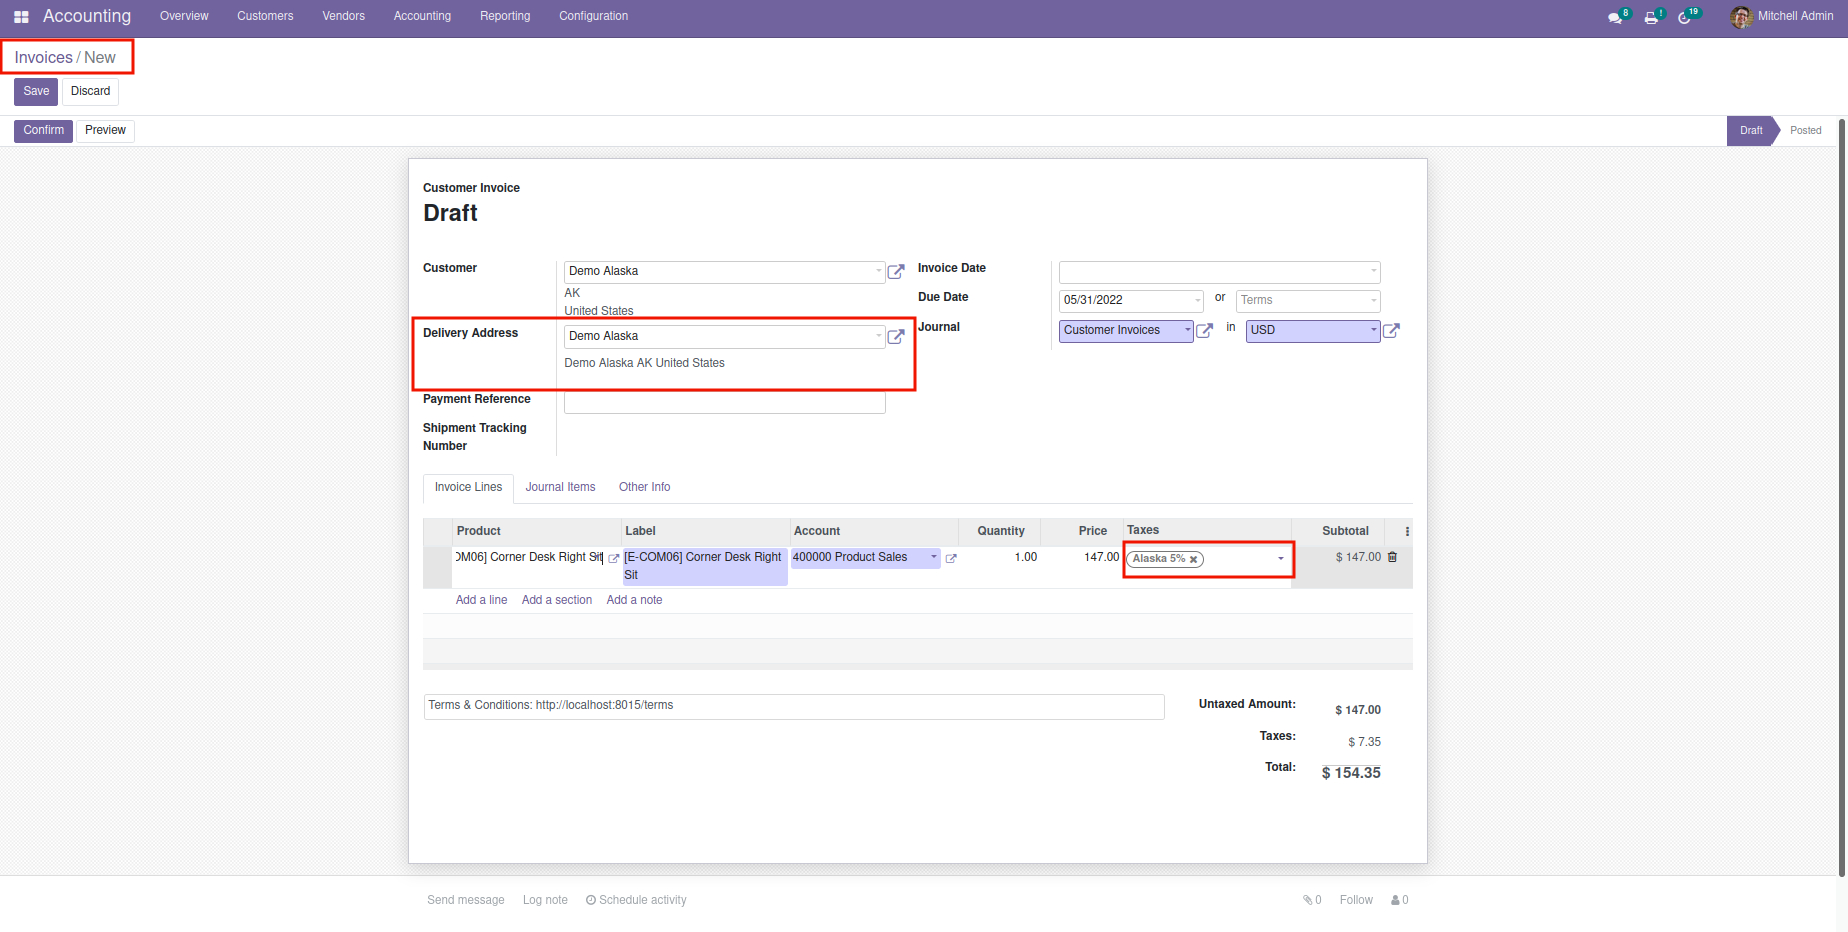 Accounting Overview Customers Vendors Accounting Reporting Configuration 8 ! 19 Mitchell Admin
Invoices / New
Save Discard
Confirm Preview Draft Posted
Customer Invoice
Draft
Customer Demo Alaska Invoice Date
AK
United States
Due Date 05/31/2022 or Terms
Delivery Address Demo Alaska
Journal Customer Invoices in USD
Demo Alaska AK United States
Payment Reference
Shipment Tracking
Number
Invoice Lines Journal Items Other Info
Product Label Account Quantity Price Taxes Subtotal
OM06] Corner Desk Right Sit [E-COM06] Corner Desk Right 400000 Product Sales 1.00 147.00 Alaska 5% $ 147.00
Sit
Add a line Add a section Add a note
Terms & Conditions: http://localhost:8015/terms
Untaxed Amount: $ 147.00
Taxes: $ 7.35
Total: $ 154.35
Send message Log note Schedule activity 0 Follow 0